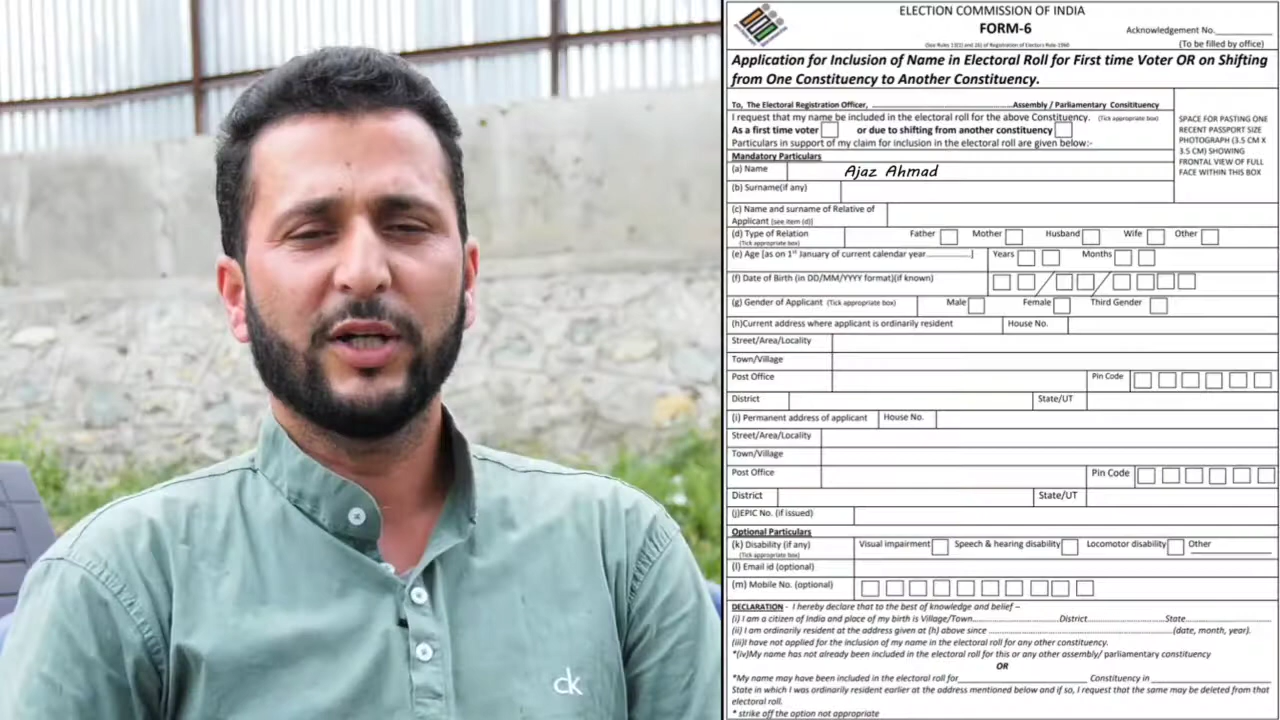 ELECTION COMMISSION OF INDIA
FORM-6
Acknowledgement No.__________
(See Rules 13(1) and 26) of Registration of Electors Rule-1960
(To be filled by office)
Application for Inclusion of Name in Electoral Roll for First time Voter OR on Shifting
from One Constituency to Another Constituency.
To, The Electoral Registration Officer, ..........................................Assembly / Parliamentary Consitituency
I request that my name be included in the electoral roll for the above Constituency. (Tick appropriate box)
As a first time voter or due to shifting from another constituency
Particulars in support of my claim for inclusion in the electoral roll are given below:-
SPACE FOR PASTING ONE
RECENT PASSPORT SIZE
PHOTOGRAPH (3.5 CM X
3.5 CM) SHOWING
FRONTAL VIEW OF FULL
FACE WITHIN THIS BOX
Mandatory Particulars
(a) Name Ajaz Ahmad
(b) Surname(if any)
(c) Name and surname of Relative of
Applicant [see item (d)]
(d) Type of Relation Father Mother Husband Wife Other
(Tick appropriate box)
(e) Age [as on 1st January of current calendar year...............] Years Months
(f) Date of Birth (in DD/MM/YYYY format)(if known) / /
(g) Gender of Applicant (Tick appropriate box) Male Female Third Gender
(h)Current address where applicant is ordinarily resident House No.
Street/Area/Locality
Town/Village
Post Office Pin Code
District State/UT
(i) Permanent address of applicant House No.
Street/Area/Locality
Town/Village
Post Office Pin Code
District State/UT
(j)EPIC No. (if issued)
Optional Particulars
(k) Disability (if any) Visual impairment Speech & hearing disability Locomotor disability Other__________
(Tick appropriate box)
(l) Email id (optional)
(m) Mobile No. (optional)
DECLARATION - I hereby declare that to the best of knowledge and belief –
(i) I am a citizen of India and place of my birth is Village/Town..........................District..........................State..........................
(ii) I am ordinarily resident at the address given at (h) above since ..........................................(date, month, year).
(iii)I have not applied for the inclusion of my name in the electoral roll for any other constituency.
*(iv)My name has not already been included in the electoral roll for this or any other assembly/ parliamentary constituency
OR
*My name may have been included in the electoral roll for____________________ Constituency in____________________
State in which I was ordinarily resident earlier at the address mentioned below and if so, I request that the same may be deleted from that
electoral roll.
* strike off the option not appropriate
ck